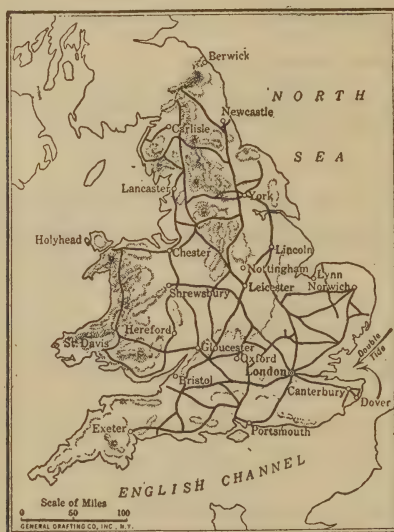 Berwick
NORTH
Newcastle
Carlisle
SEA
Lancaster
York
Holyhead
Chester
Lincoln
Nottingham
Lynn
Norwich
Shrewsbury
Leicester
Hereford
St. Davis
Gloucester
Oxford
London
Double
Tide
Bristol
Canterbury
Dover
Exeter
Portsmouth
ENGLISH CHANNEL
Scale of Miles
0 50 100
GENERAL DRAFTING CO., INC., N.Y.